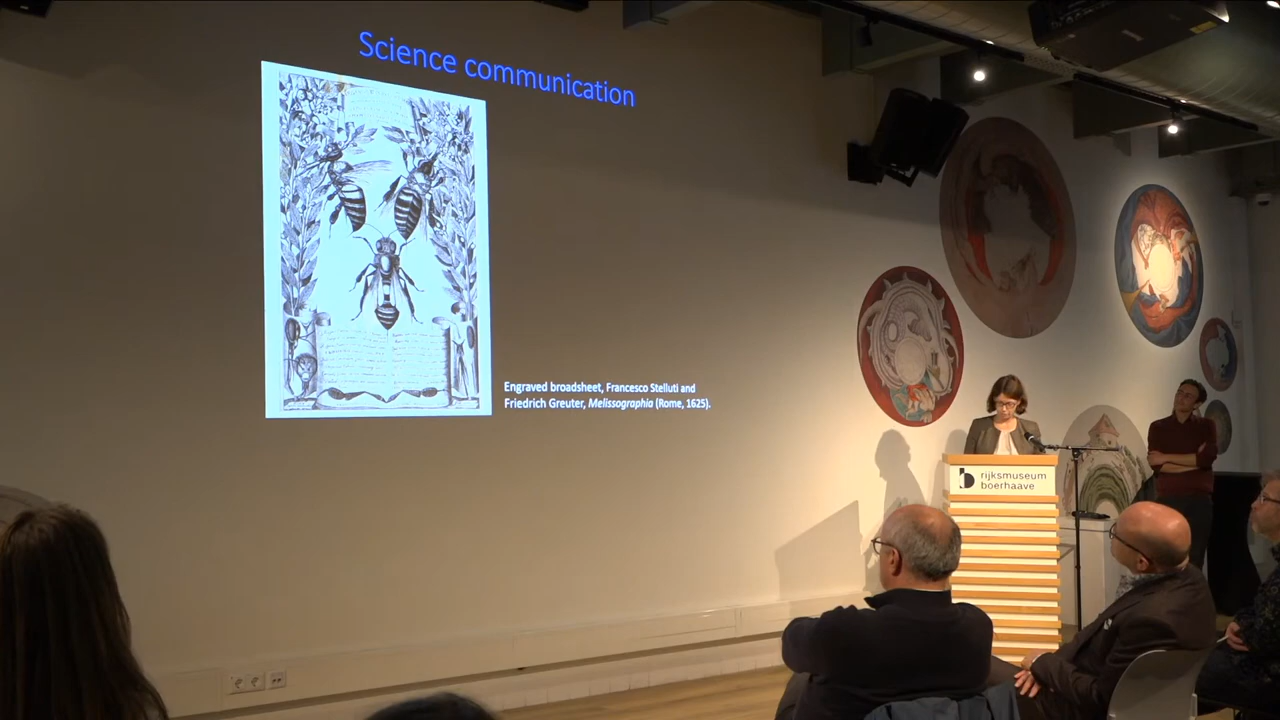 Science communication
Engraved broadsheet, Francesco Stelluti and
Friedrich Greuter, Melissographia (Rome, 1625).
rijksmuseum
boerhaave